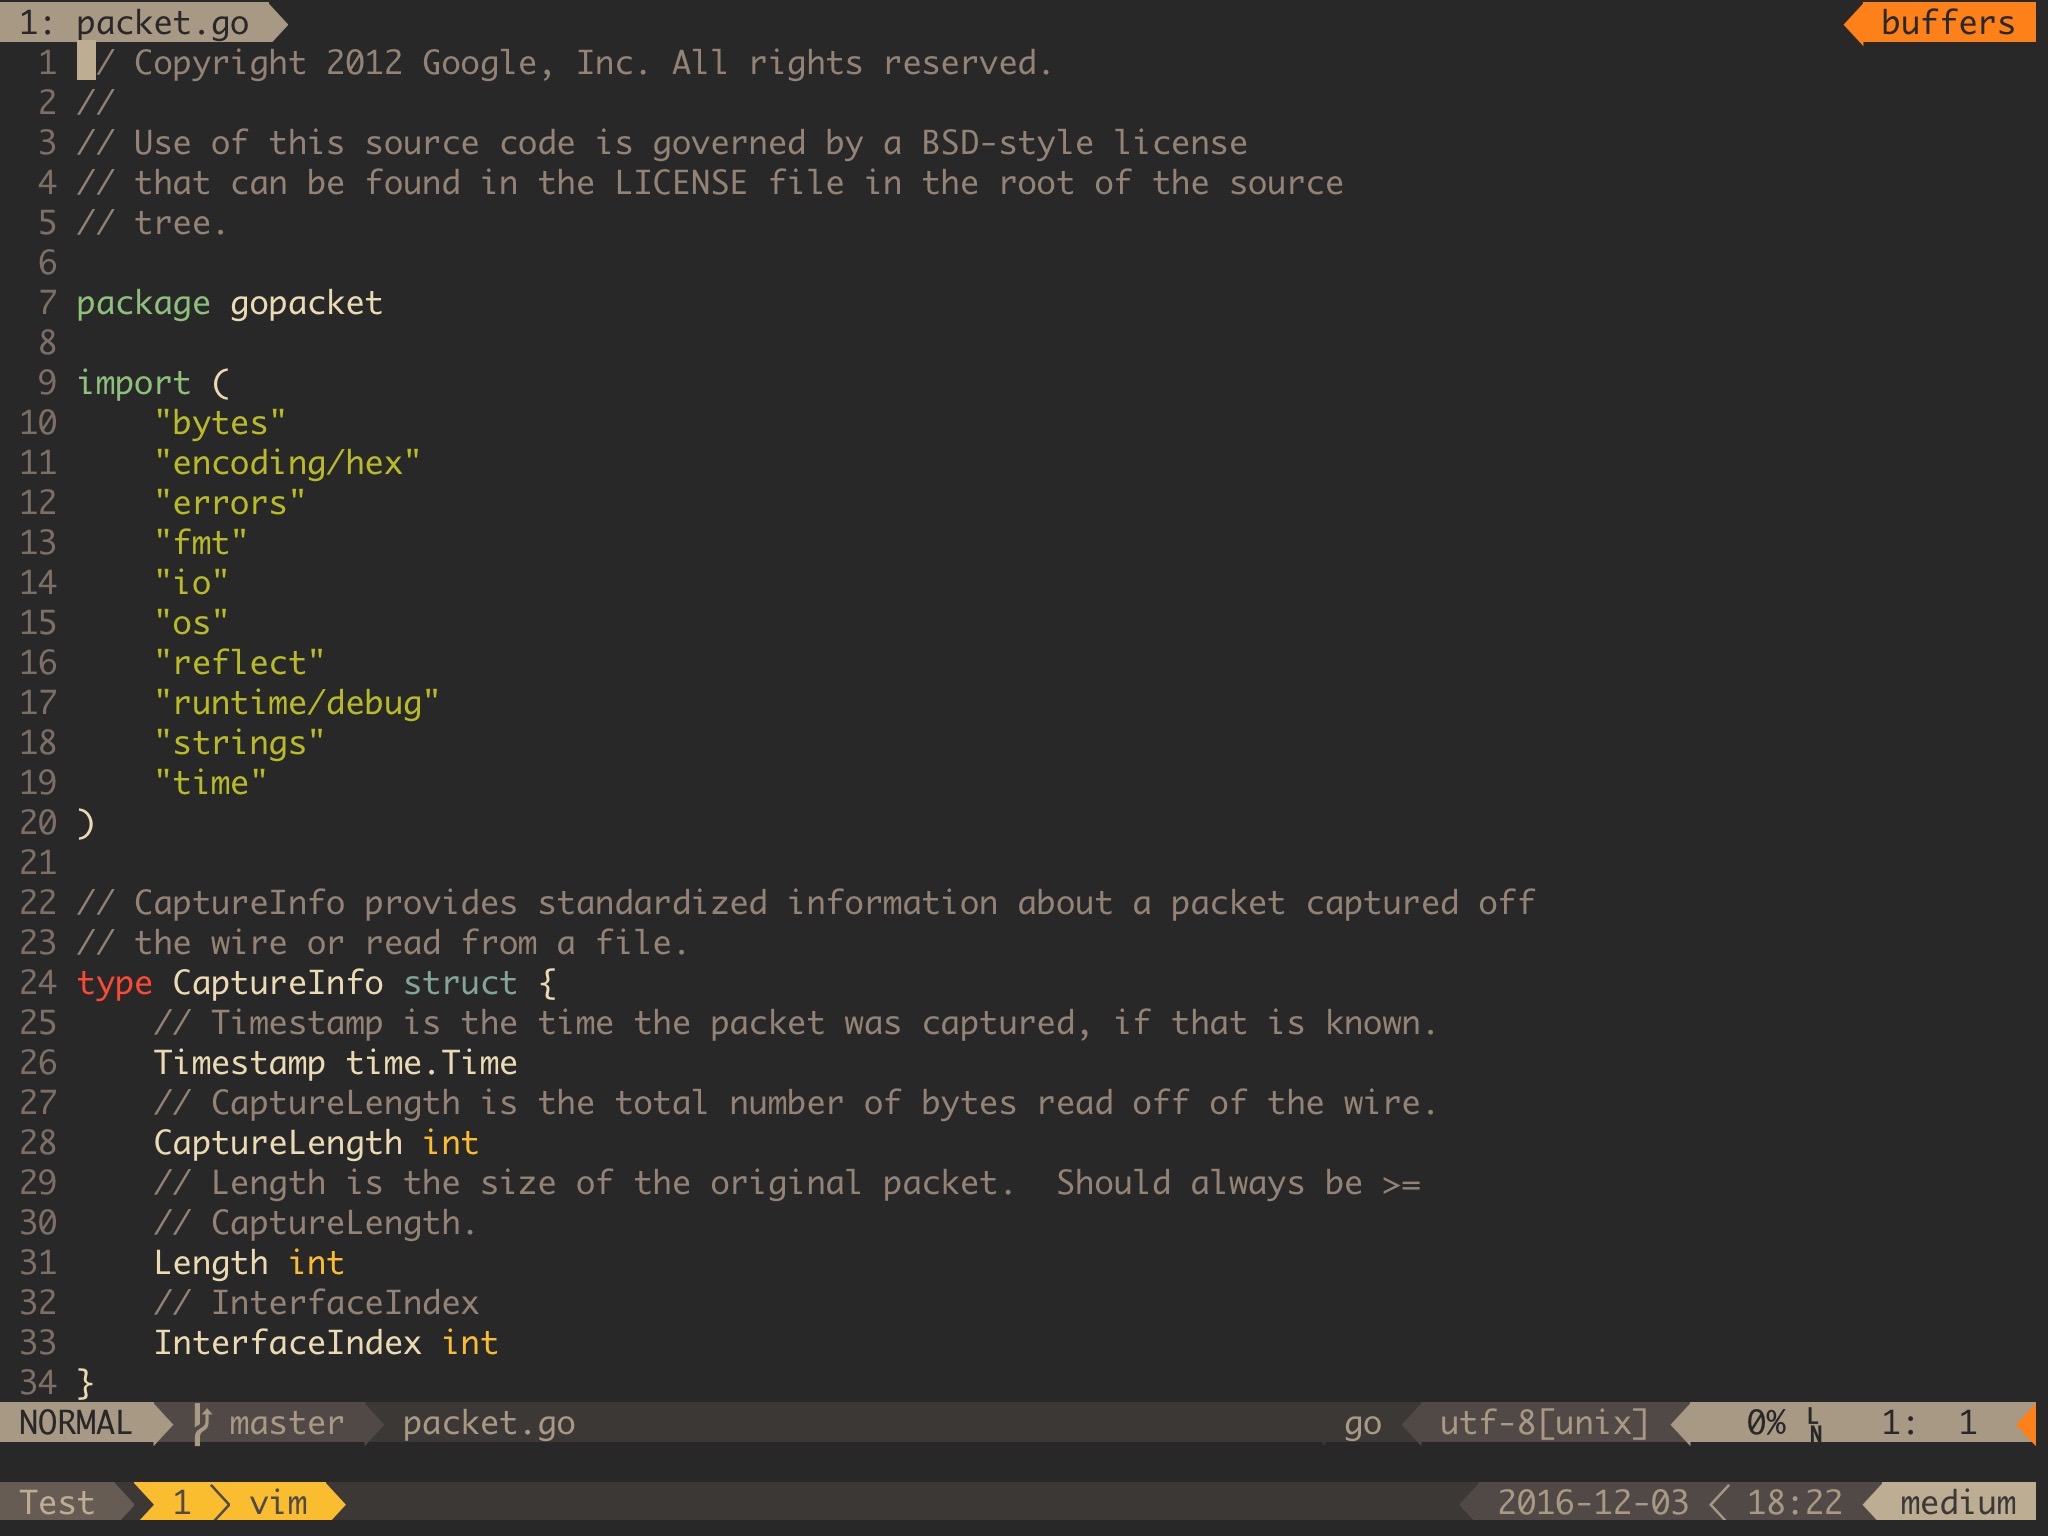 1: packet.go buffers
1 / Copyright 2012 Google, Inc. All rights reserved.
2 //
3 // Use of this source code is governed by a BSD-style license
4 // that can be found in the LICENSE file in the root of the source
5 // tree.
6
7 package gopacket
8
9 import (
10     "bytes"
11     "encoding/hex"
12     "errors"
13     "fmt"
14     "io"
15     "os"
16     "reflect"
17     "runtime/debug"
18     "strings"
19     "time"
20 )
21
22 // CaptureInfo provides standardized information about a packet captured off
23 // the wire or read from a file.
24 type CaptureInfo struct {
25     // Timestamp is the time the packet was captured, if that is known.
26     Timestamp time.Time
27     // CaptureLength is the total number of bytes read off of the wire.
28     CaptureLength int
29     // Length is the size of the original packet.  Should always be >=
30     // CaptureLength.
31     Length int
32     // InterfaceIndex
33     InterfaceIndex int
34 }
NORMAL master packet.go go utf-8[unix] 0% LN 1: 1
Test 1 vim 2016-12-03 18:22 medium